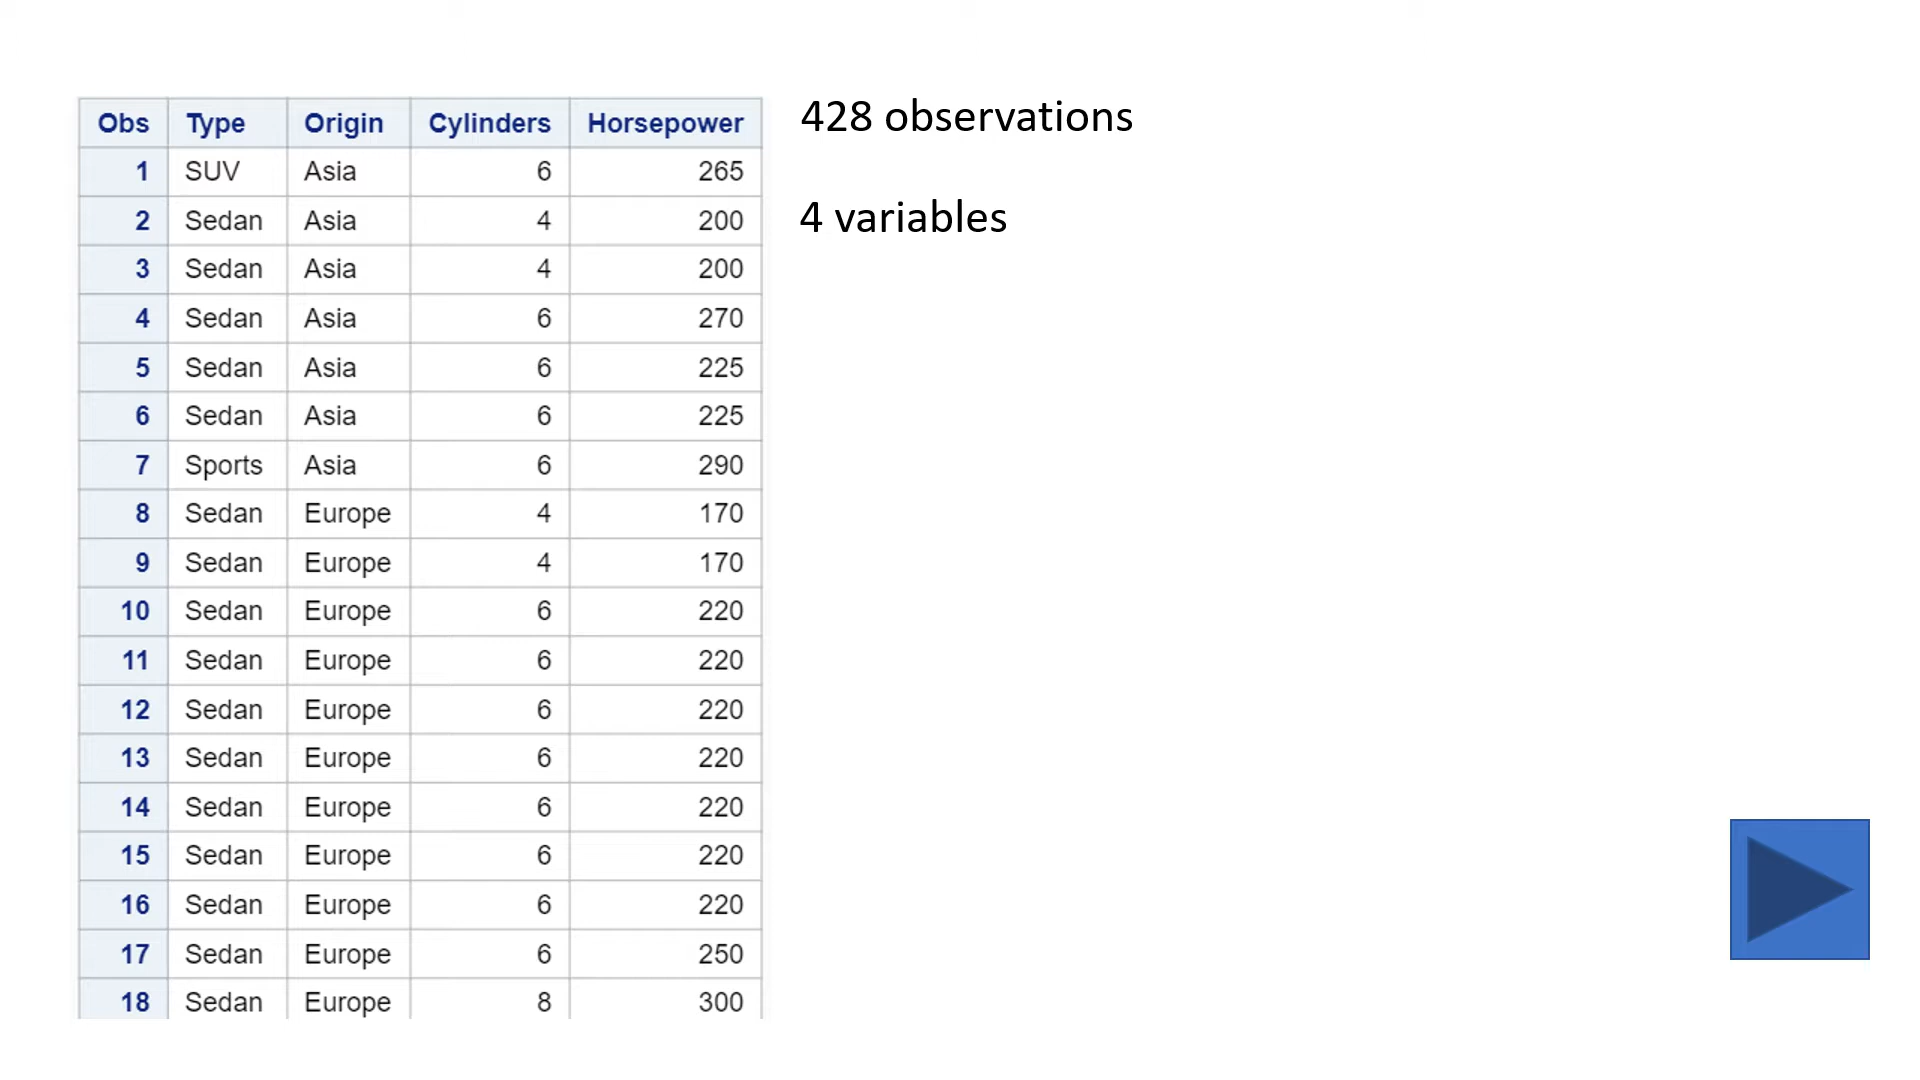 Obs Type Origin Cylinders Horsepower
1 SUV Asia 6 265
2 Sedan Asia 4 200
3 Sedan Asia 4 200
4 Sedan Asia 6 270
5 Sedan Asia 6 225
6 Sedan Asia 6 225
7 Sports Asia 6 290
8 Sedan Europe 4 170
9 Sedan Europe 4 170
10 Sedan Europe 6 220
11 Sedan Europe 6 220
12 Sedan Europe 6 220
13 Sedan Europe 6 220
14 Sedan Europe 6 220
15 Sedan Europe 6 220
16 Sedan Europe 6 220
17 Sedan Europe 6 250
18 Sedan Europe 8 300
428 observations
4 variables